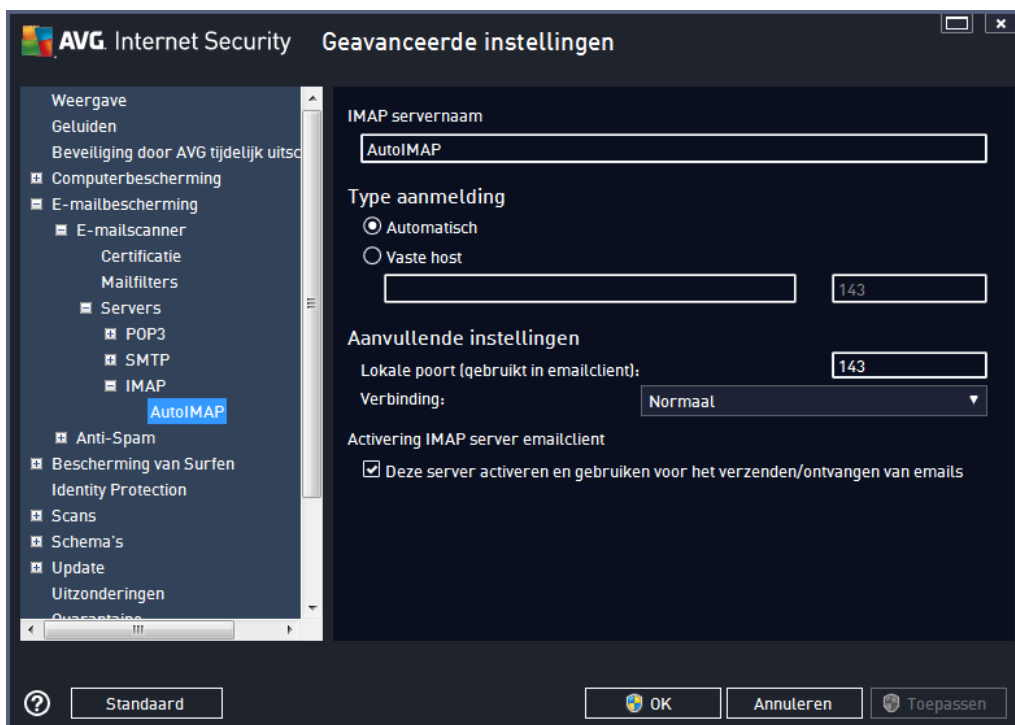 AVG. Internet Security Geavanceerde instellingen
Weergave
Geluiden
Beveiliging door AVG tijdelijk uitsc
Computerbescherming
E-mailbescherming
E-mailscanner
Certificatie
Mailfilters
Servers
POP3
SMTP
IMAP
AutoIMAP
Anti-Spam
Bescherming van Surfen
Identity Protection
Scans
Schema's
Update
Uitzonderingen
Quarantaine
IMAP servernaam
AutoIMAP
Type aanmelding
Automatisch
Vaste host
143
Aanvullende instellingen
Lokale poort (gebruikt in emailclient):
143
Verbinding:
Normaal
Activering IMAP server emailclient
Deze server activeren en gebruiken voor het verzenden/ontvangen van emails
Standaard
OK
Annuleren
Toepassen